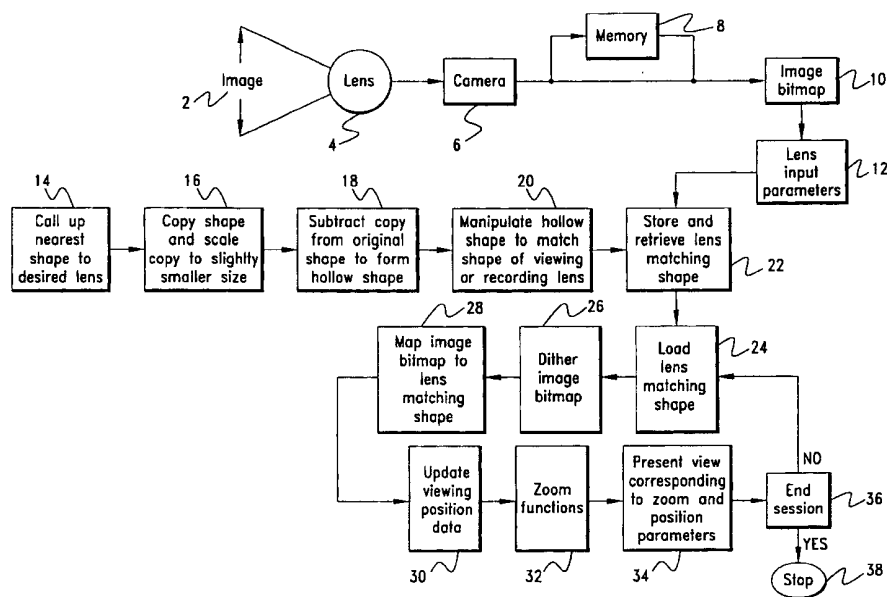 Memory
8
Image
2
Lens
4
Camera
6
Image
bitmap
10
Lens
input
parameters
12
14
Call up
nearest
shape to
desired lens
16
Copy shape
and scale
copy to slightly
smaller size
18
Subtract copy
from original
shape to form
hollow shape
20
Manipulate hollow
shape to match
shape of viewing
or recording lens
Store and
retrieve lens
matching
shape
22
28
Map image
bitmap to
lens
matching
shape
26
Dither
image
bitmap
24
Load
lens
matching
shape
Update
viewing
position
data
30
Zoom
functions
32
Present view
corresponding
to zoom and
position
parameters
34
NO
End
session
36
YES
Stop
38